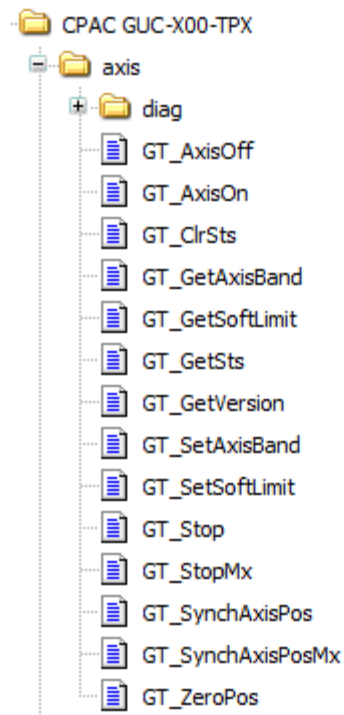 CPAC GUC-X00-TPX
axis
diag
GT_AxisOff
GT_AxisOn
GT_ClrSts
GT_GetAxisBand
GT_GetSoftLimit
GT_GetSts
GT_GetVersion
GT_SetAxisBand
GT_SetSoftLimit
GT_Stop
GT_StopMx
GT_SynchAxisPos
GT_SynchAxisPosMx
GT_ZeroPos